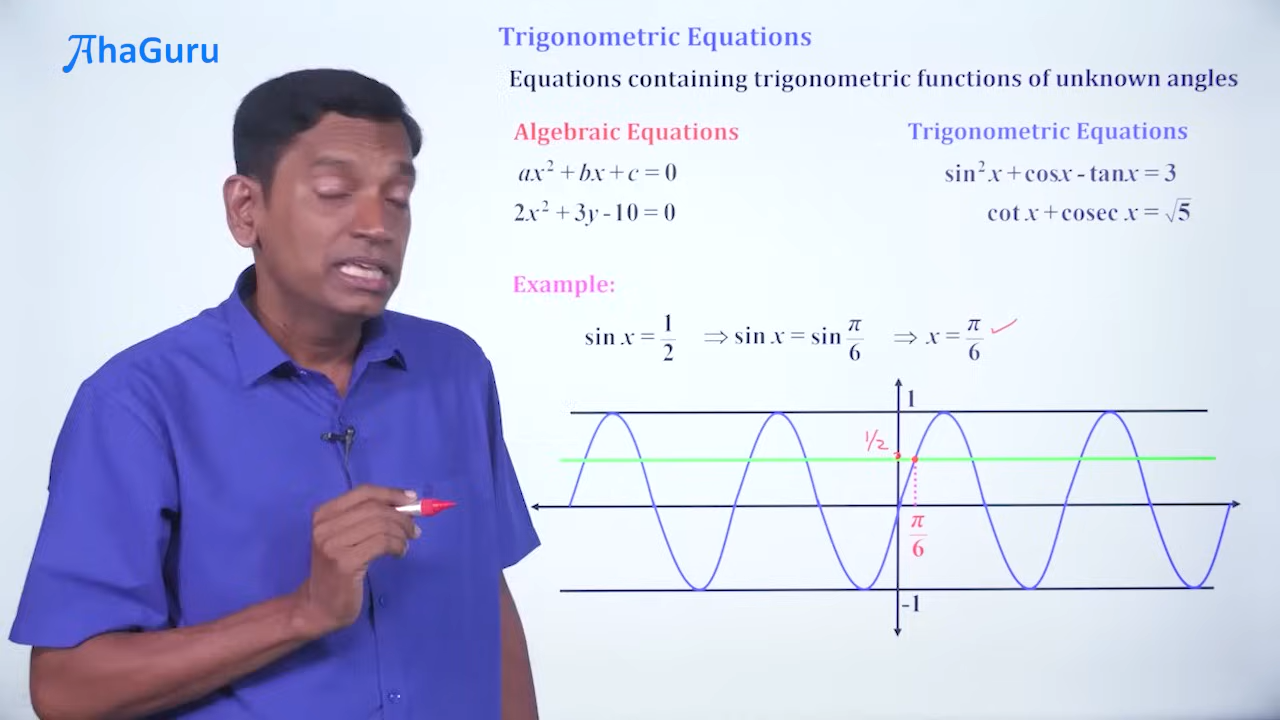 AhaGuru
Trigonometric Equations
Equations containing trigonometric functions of unknown angles
Algebraic Equations
ax² + bx + c = 0
2x² + 3y - 10 = 0
Trigonometric Equations
sin² x + cosx - tanx = 3
cot x + cosec x = √5
Example:
sin x = 1/2 ⇒ sin x = sin π/6 ⇒ x = π/6 ✓
1
1/2
π/6
-1